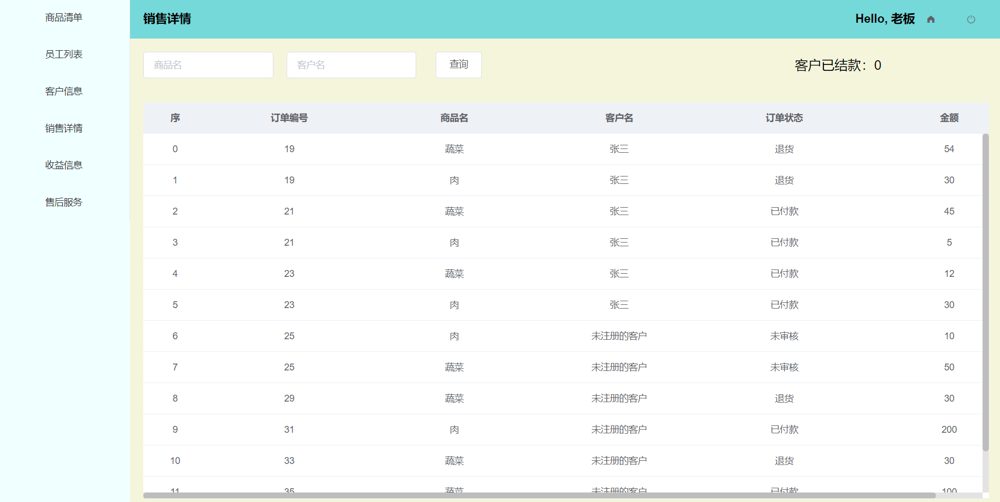 商品清单
员工列表
客户信息
销售详情
收益信息
售后服务
销售详情 Hello, 老板
商品名 客户名 查询 客户已结款：0
序 订单编号 商品名 客户名 订单状态 金额
0 19 蔬菜 张三 退货 54
1 19 肉 张三 退货 30
2 21 蔬菜 张三 已付款 45
3 21 肉 张三 已付款 5
4 23 蔬菜 张三 已付款 12
5 23 肉 张三 已付款 30
6 25 肉 未注册的客户 未审核 10
7 25 蔬菜 未注册的客户 未审核 50
8 29 蔬菜 未注册的客户 退货 30
9 31 肉 未注册的客户 已付款 200
10 33 蔬菜 未注册的客户 退货 30
11 35 蔬菜 未注册的客户 已付款 100